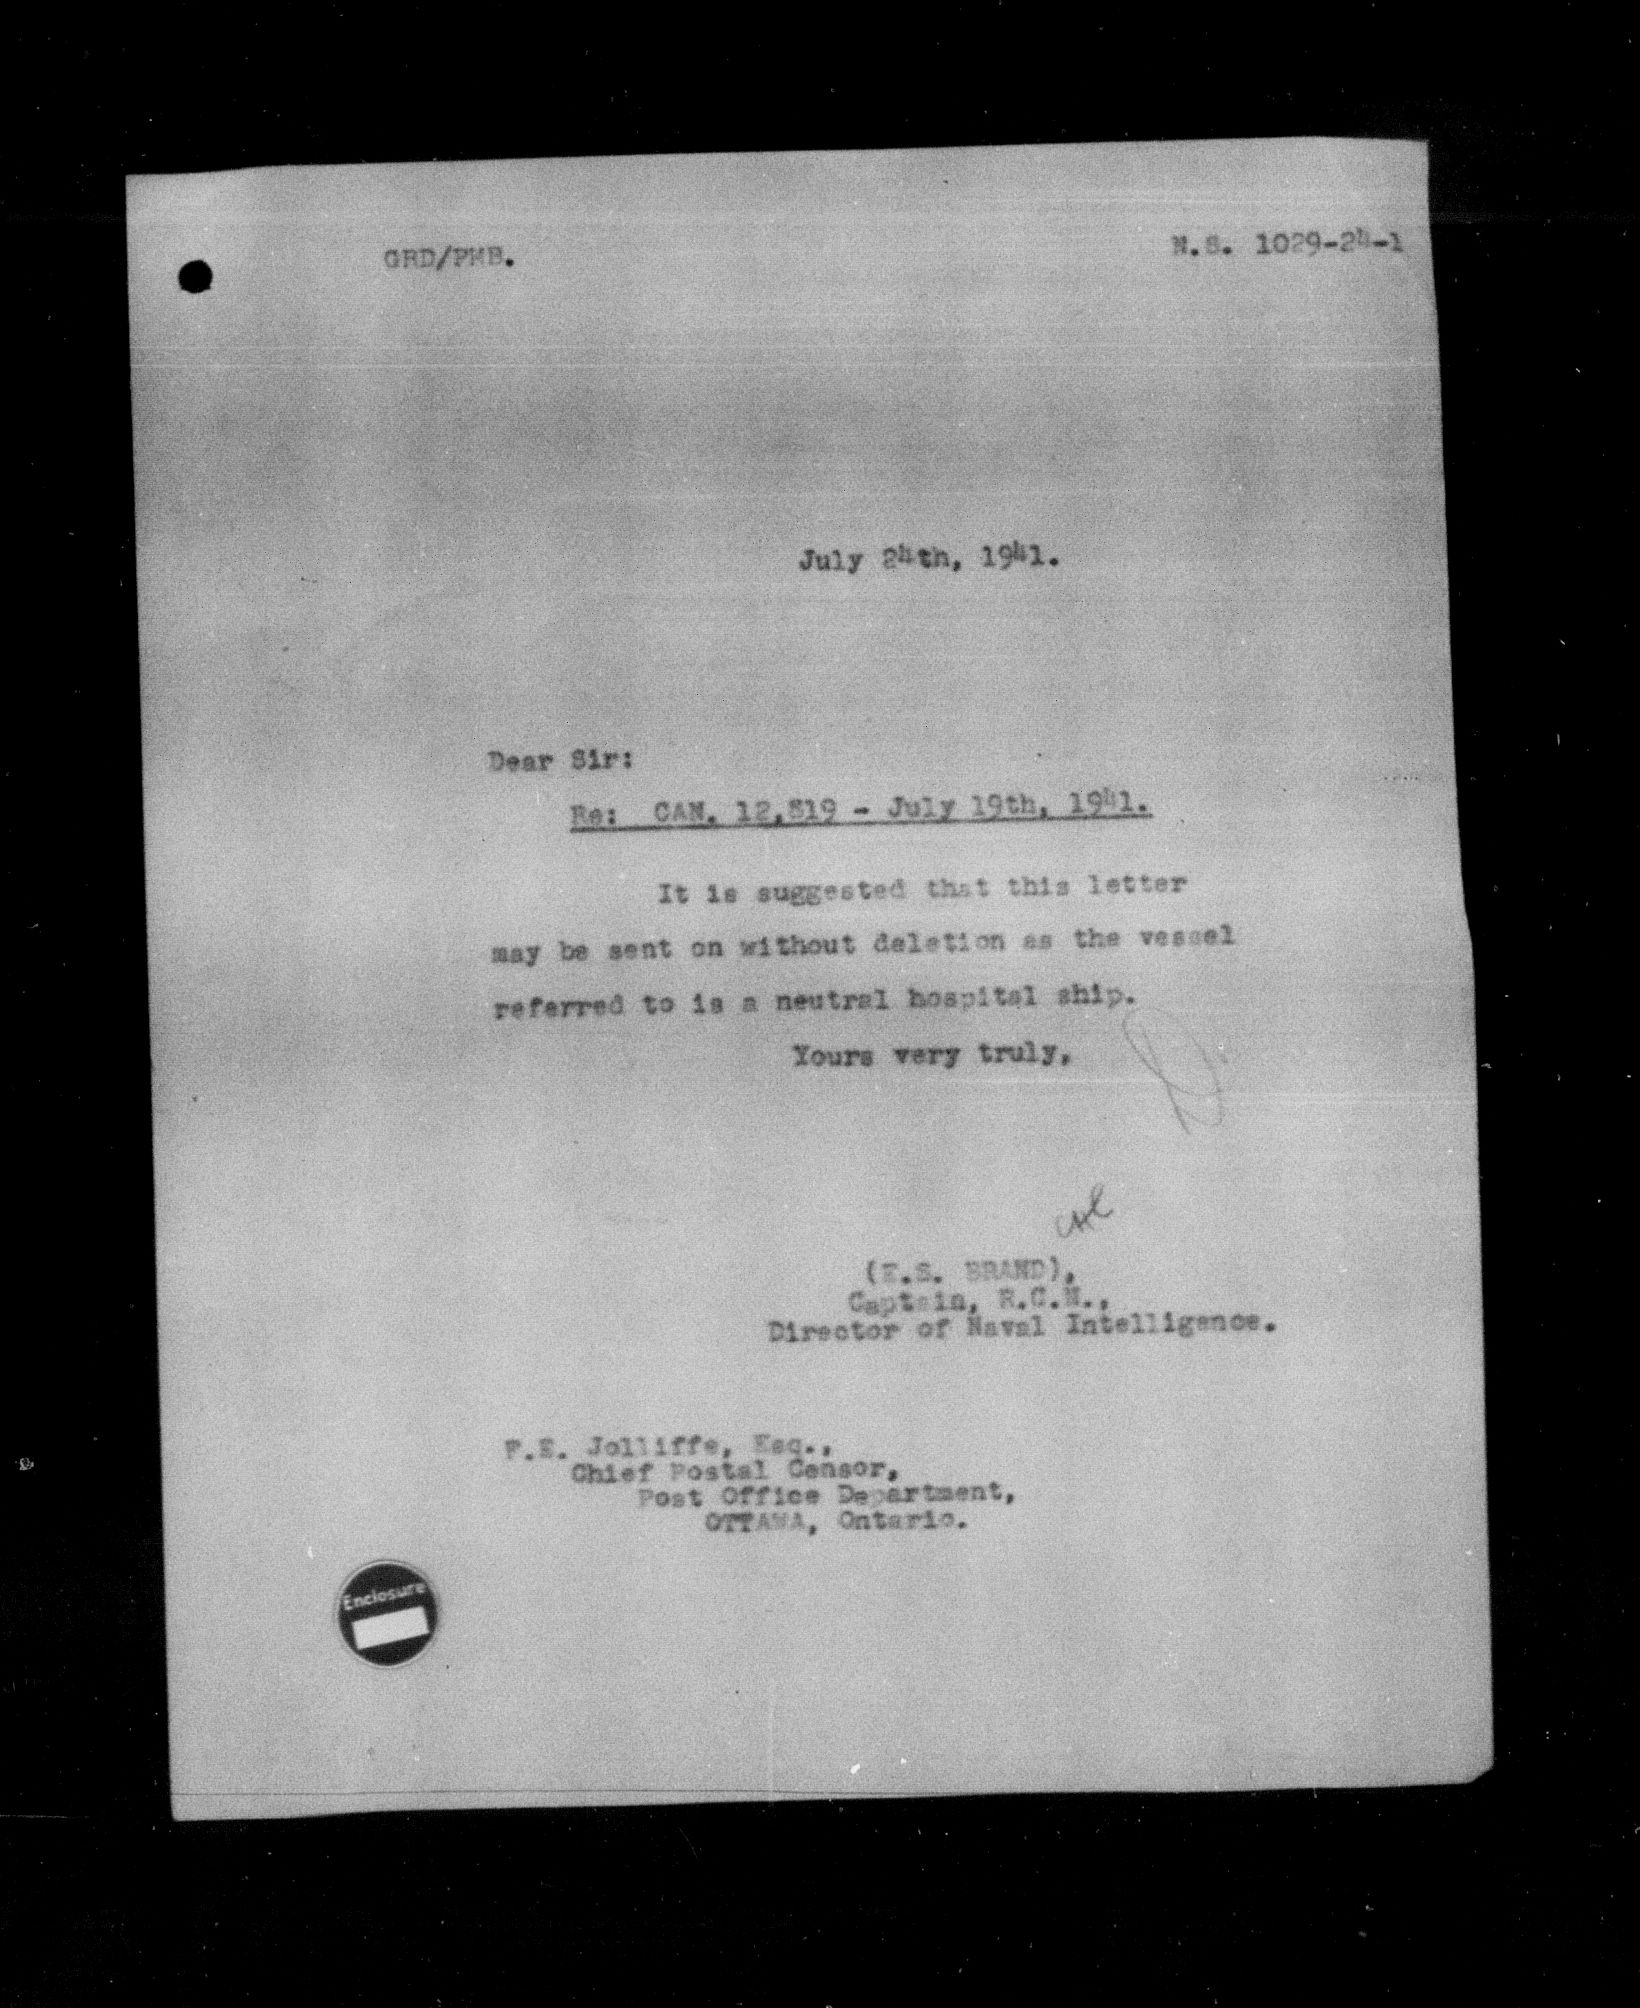 GRD/PMB.
N.S. 1029-24-1
July 24th, 1941.
Dear Sir:
Re: CAN. 12,819 - July 19th, 1941.
It is suggested that this letter
may be sent on without deletion as the vessel
referred to is a neutral hospital ship.
Yours very truly,
(E.S. BRAND),
Captain, R.C.N.,
Director of Naval Intelligence.
F.E. Jolliffe, Esq.,
Chief Postal Censor,
Post Office Department,
OTTAWA, Ontario.
Enclosure